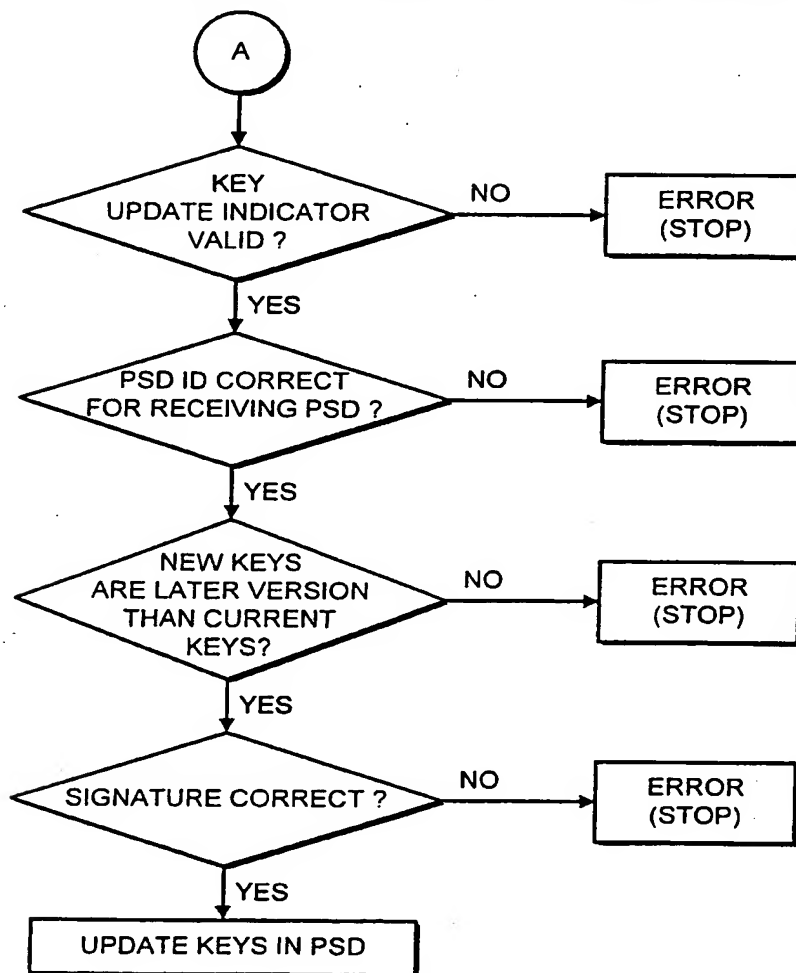 A
KEY
UPDATE INDICATOR
VALID ?
NO
ERROR
(STOP)
YES
PSD ID CORRECT
FOR RECEIVING PSD ?
NO
ERROR
(STOP)
YES
NEW KEYS
ARE LATER VERSION
THAN CURRENT
KEYS?
NO
ERROR
(STOP)
YES
SIGNATURE CORRECT ?
NO
ERROR
(STOP)
YES
UPDATE KEYS IN PSD